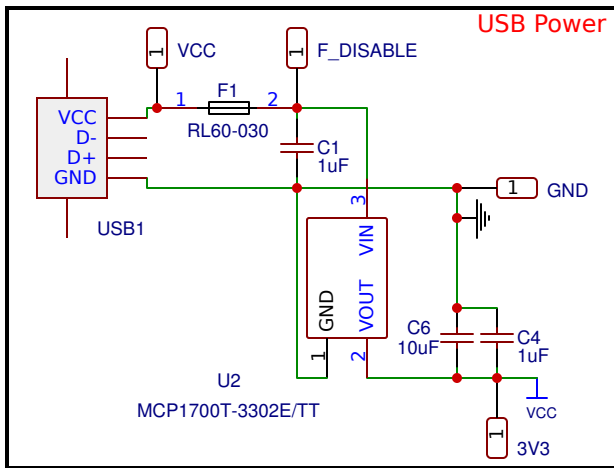 USB Power
1
VCC
1
F_DISABLE
F1
1
2
RL60-030
VCC
D-
D+
GND
USB1
C1
1uF
1
GND
3
VIN
GND
VOUT
1
2
C6
10uF
C4
1uF
U2
MCP1700T-3302E/TT
VCC
1
3V3